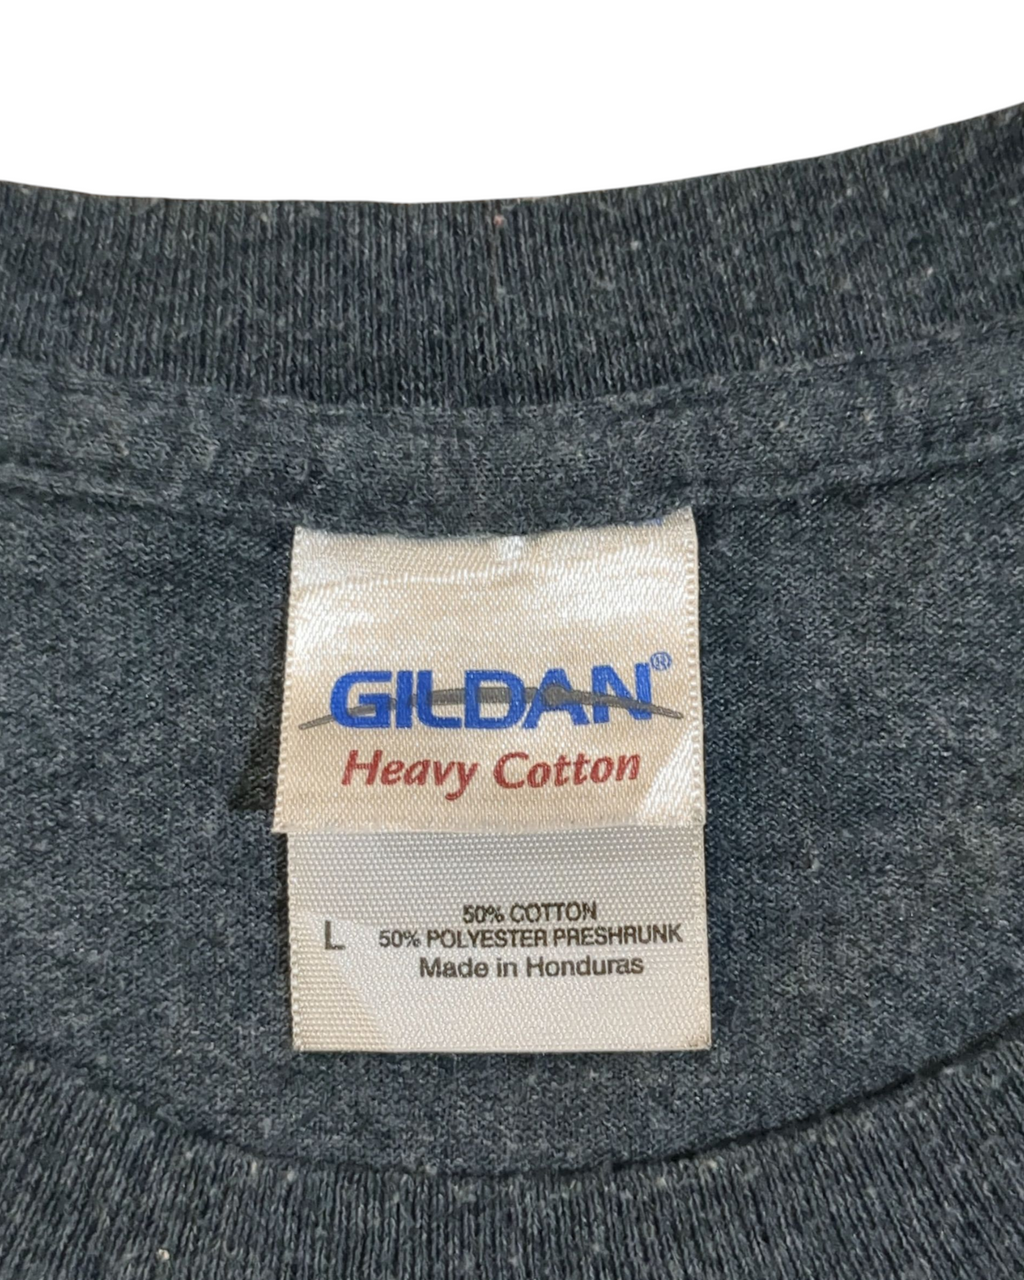 GILDAN®
Heavy Cotton
50% COTTON
L 50% POLYESTER PRESHRUNK
Made in Honduras